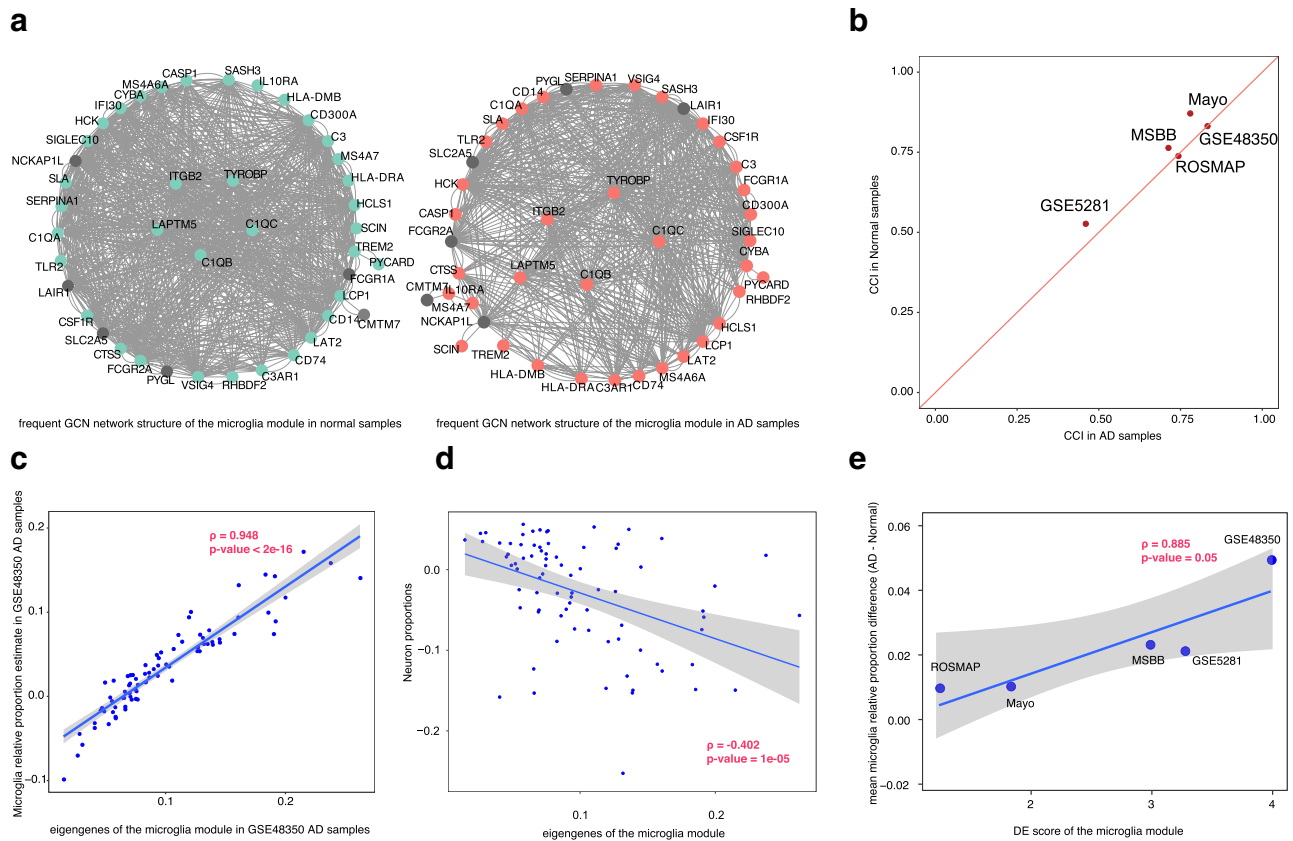 a
CASP1
SASH3
IL10RA
MS4A6A
HLA-DMB
CYBA
CD300A
IFI30
HCK
C3
SIGLEC10
MS4A7
NCKAP1L
HLA-DRA
SLA
ITGB2
TYROBP
SERPINA1
HCLS1
LAPTM5
C1QC
SCIN
C1QA
TREM2
C1QB
PYCARD
TLR2
FCGR1A
LAIR1
LCP1
CD14
CMTM7
CSF1R
SLC2A5
LAT2
CTSS
CD74
FCGR2A
C3AR1
PYGL
VSIG4
RHBDF2
frequent GCN network structure of the microglia module in normal samples
SERPINA1
VSIG4
PYGL
CD14
SASH3
C1QA
LAIR1
SLA
IFI30
TLR2
CSF1R
SLC2A5
C3
HCK
TYROBP
FCGR1A
CASP1
ITGB2
CD300A
FCGR2A
C1QC
SIGLEC10
CYBA
CTSS
LAPTM5
C1QB
PYCARD
CMTM7
IL10RA
RHBDF2
MS4A7
NCKAP1L
HCLS1
SCIN
TREM2
LCP1
LAT2
HLA-DMB
MS4A6A
HLA-DRA
C3AR1
CD74
frequent GCN network structure of the microglia module in AD samples
b
CCI in Normal samples
1.00
0.75
0.50
0.25
0.00
Mayo
MSBB
GSE48350
ROSMAP
GSE5281
0.00
0.25
0.50
0.75
1.00
CCI in AD samples
c
Microglia relative proportion estimate in GSE48350 AD samples
0.2
0.1
0.0
−0.1
ρ = 0.948
p-value < 2e-16
0.1
0.2
eigengenes of the microglia module in GSE48350 AD samples
d
Neuron proportions
0.0
−0.1
−0.2
ρ = -0.402
p-value = 1e-05
0.1
0.2
eigengenes of the microglia module
e
mean microglia relative proportion difference (AD - Normal)
0.06
0.04
0.02
0.00
−0.02
ρ = 0.885
p-value = 0.05
GSE48350
ROSMAP
Mayo
MSBB
GSE5281
2
3
4
DE score of the microglia module